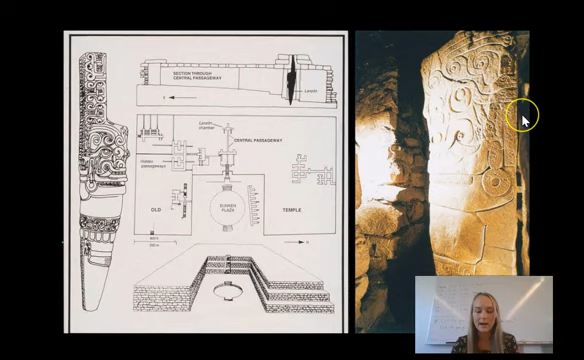 SECTION THROUGH
CENTRAL PASSAGEWAY
Lanzón
Lanzón
chamber
CENTRAL PASSAGEWAY
Hidden
passageways
SUNKEN
PLAZA
OLD
TEMPLE
N